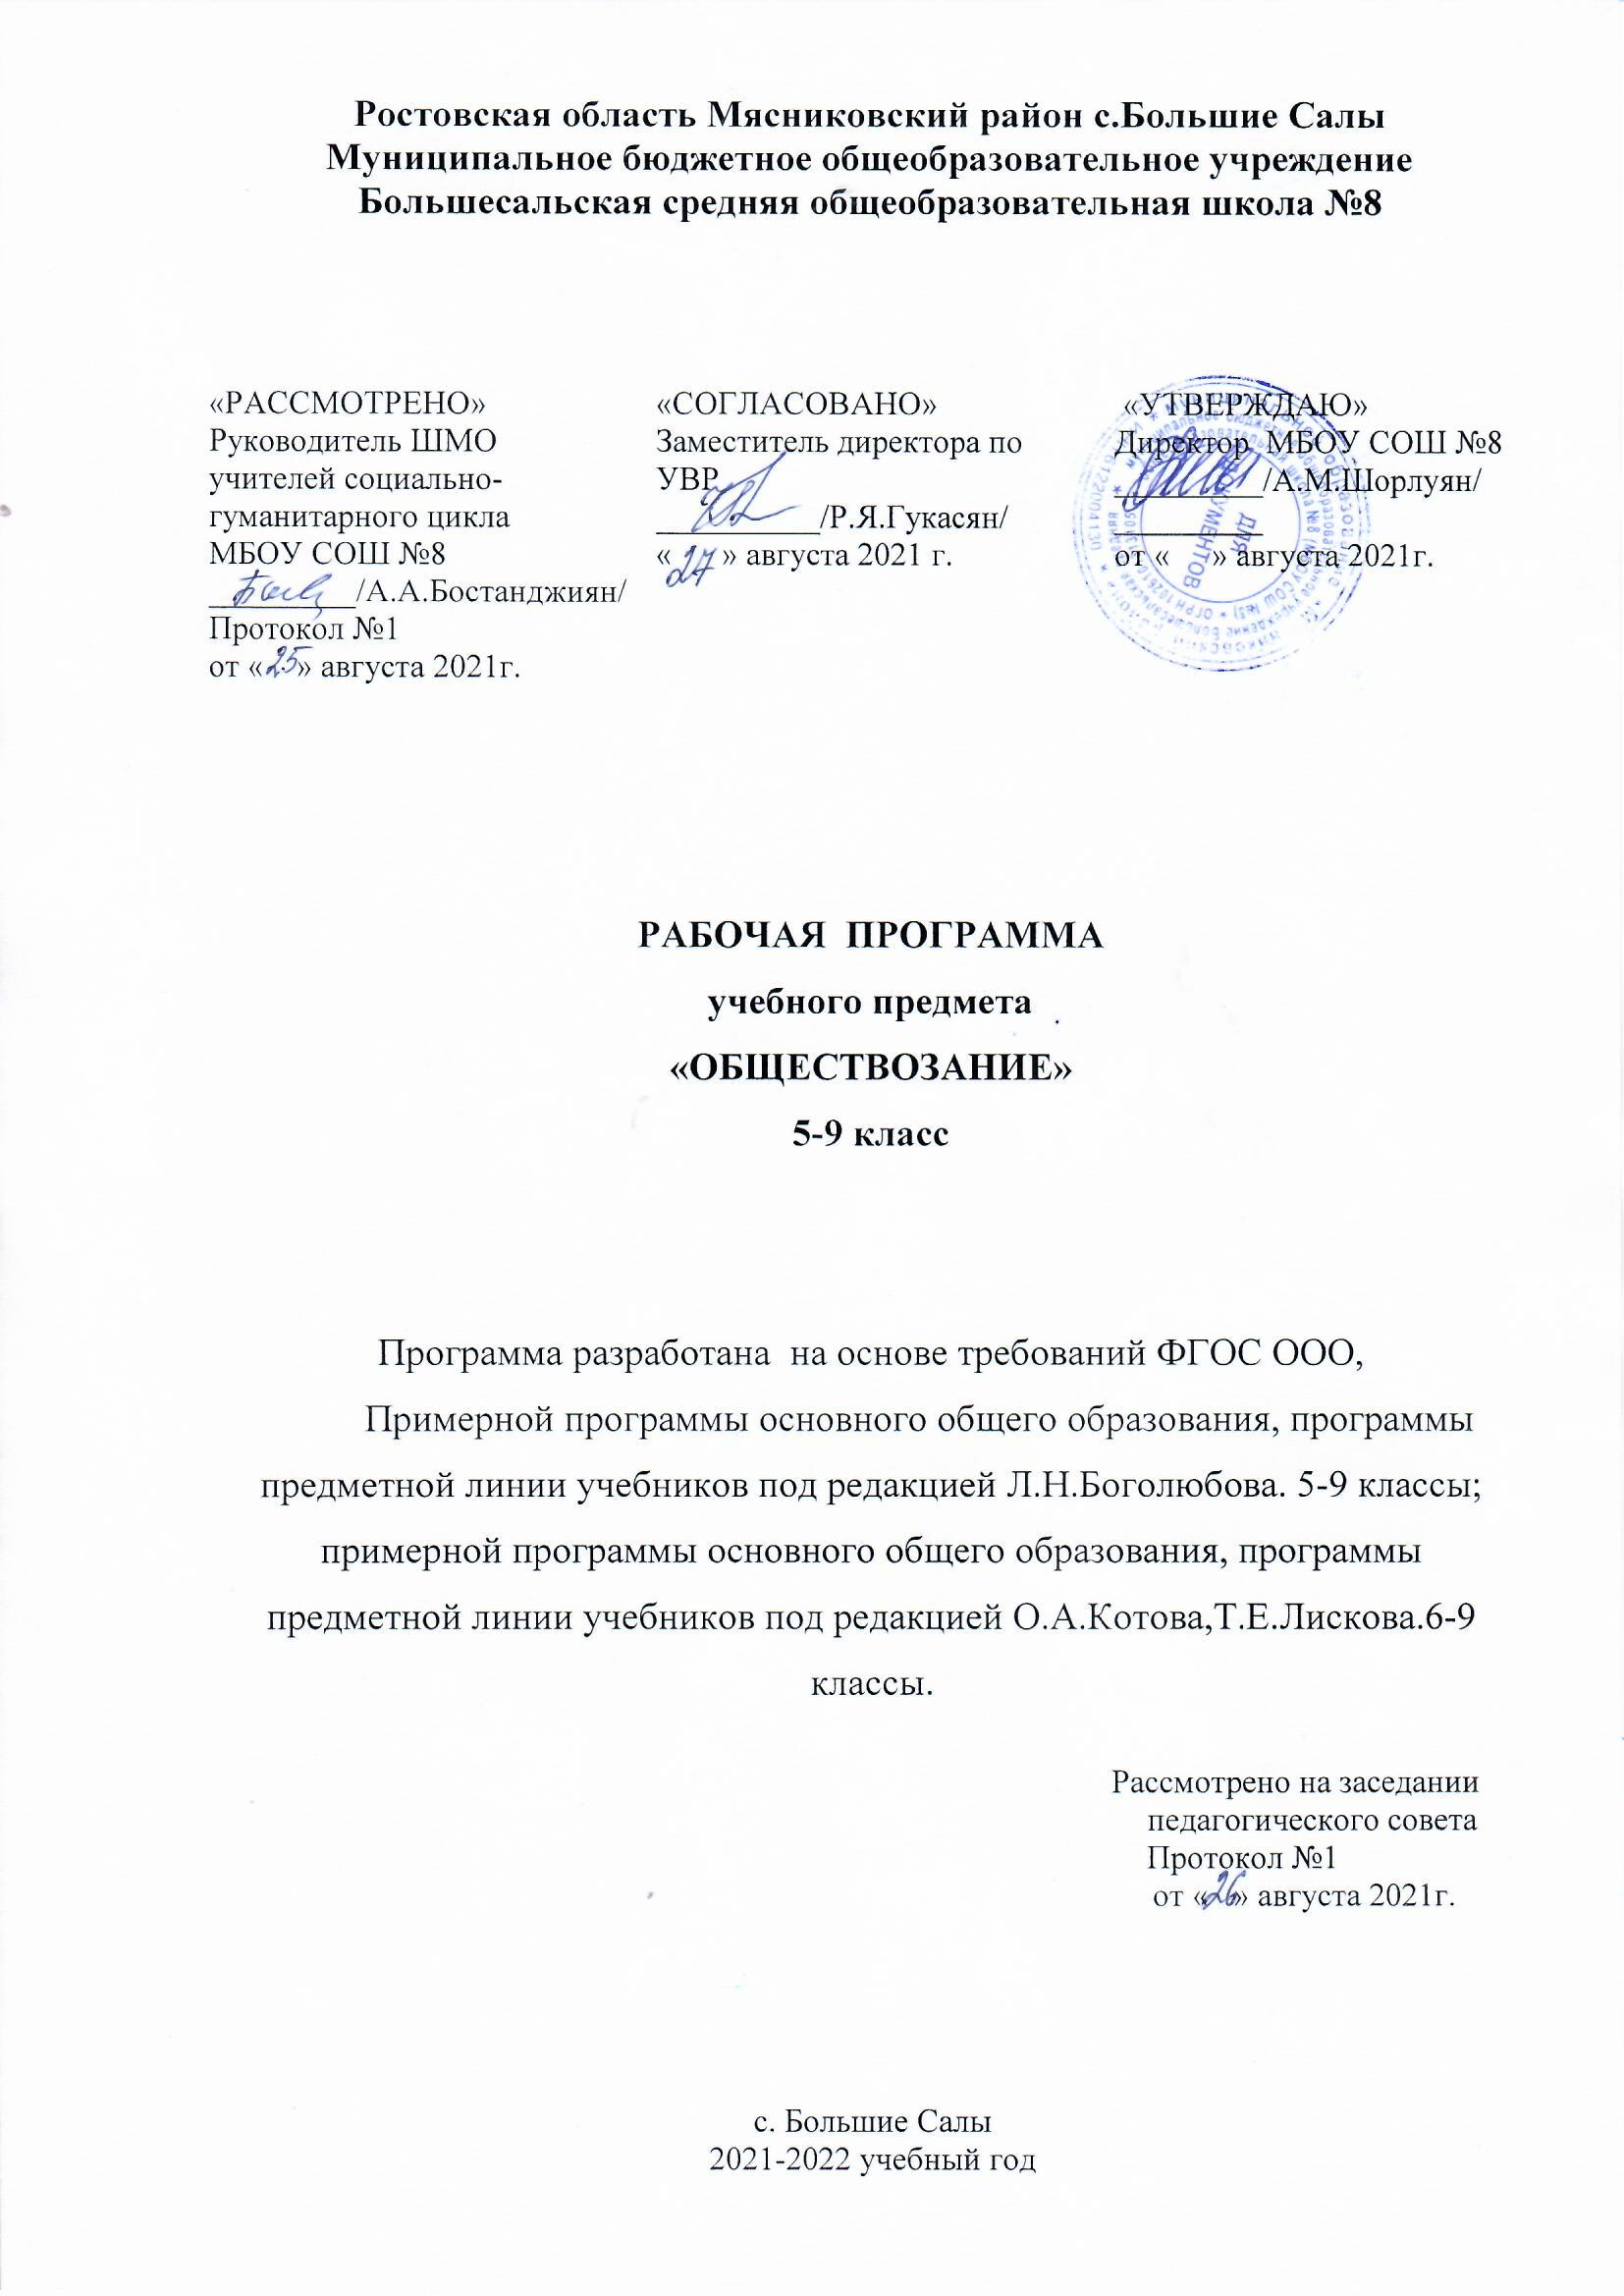 Ростовская область Мясниковский район с.Большие Салы
Муниципальное бюджетное общеобразовательное учреждение
Большесальская средняя общеобразовательная школа №8
«РАССМОТРЕНО»
Руководитель ШМО
учителей социально-
гуманитарного цикла
МБОУ СОШ №8
/А.А.Бостанджиян/
Протокол №1
от «25» августа 2021г.
«СОГЛАСОВАНО»
Заместитель директора по
УВР
/Р.Я.Гукасян/
«27» августа 2021 г.
«УТВЕРЖДАЮ»
Директор МБОУ СОШ №8
/А.М.Шорлуян/
от « » августа 2021г.
ДЛЯ
ДОКУМЕНТОВ
РАБОЧАЯ ПРОГРАММА
учебного предмета
«ОБЩЕСТВОЗАНИЕ»
5-9 класс
Программа разработана на основе требований ФГОС ООО,
Примерной программы основного общего образования, программы
предметной линии учебников под редакцией Л.Н.Боголюбова. 5-9 классы;
примерной программы основного общего образования, программы
предметной линии учебников под редакцией О.А.Котова,Т.Е.Лискова.6-9
классы.
Рассмотрено на заседании
педагогического совета
Протокол №1
от «26» августа 2021г.
с. Большие Салы
2021-2022 учебный год